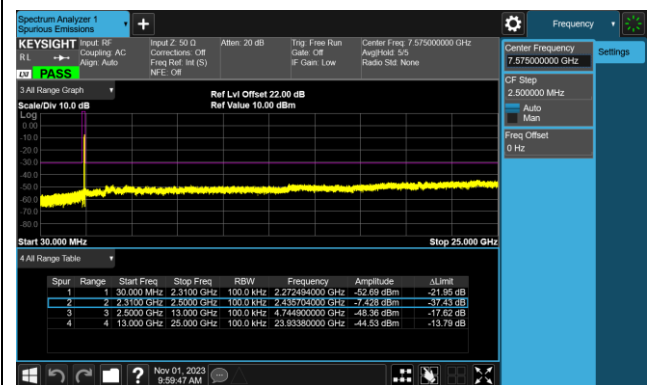 Spectrum Analyzer 1
Spurious Emissions
Frequency
KEYSIGHT
RL
Input: RF
Coupling: AC
Align: Auto
Input Z: 50 Ω
Corrections: Off
Freq Ref: Int (S)
NFE: Off
Atten: 20 dB
Trig: Free Run
Gate: Off
IF Gain: Low
Center Freq: 7.575000000 GHz
Avg|Hold: 5/5
Radio Std: None
LXI PASS
Center Frequency
7.575000000 GHz
Settings
CF Step
2.500000 MHz
Auto
Man
Freq Offset
0 Hz
3 All Range Graph
Scale/Div 10.0 dB
Ref Lvl Offset 22.00 dB
Ref Value 10.00 dBm
Log
0.00
-10.0
-20.0
-30.0
-40.0
-50.0
-60.0
-70.0
-80.0
Start 30.000 MHz
Stop 25.000 GHz
4 All Range Table
Spur Range Start Freq Stop Freq RBW Frequency Amplitude ΔLimit
1 1 30.000 MHz 2.3100 GHz 100.0 kHz 2.272494000 GHz -52.69 dBm -21.95 dB
2 2 2.3100 GHz 2.5000 GHz 100.0 kHz 2.435704000 GHz -7.428 dBm -37.43 dB
3 3 2.5000 GHz 13.000 GHz 100.0 kHz 4.744900000 GHz -48.36 dBm -17.62 dB
4 4 13.000 GHz 25.000 GHz 100.0 kHz 23.93380000 GHz -44.53 dBm -13.79 dB
Nov 01, 2023
9:59:47 AM